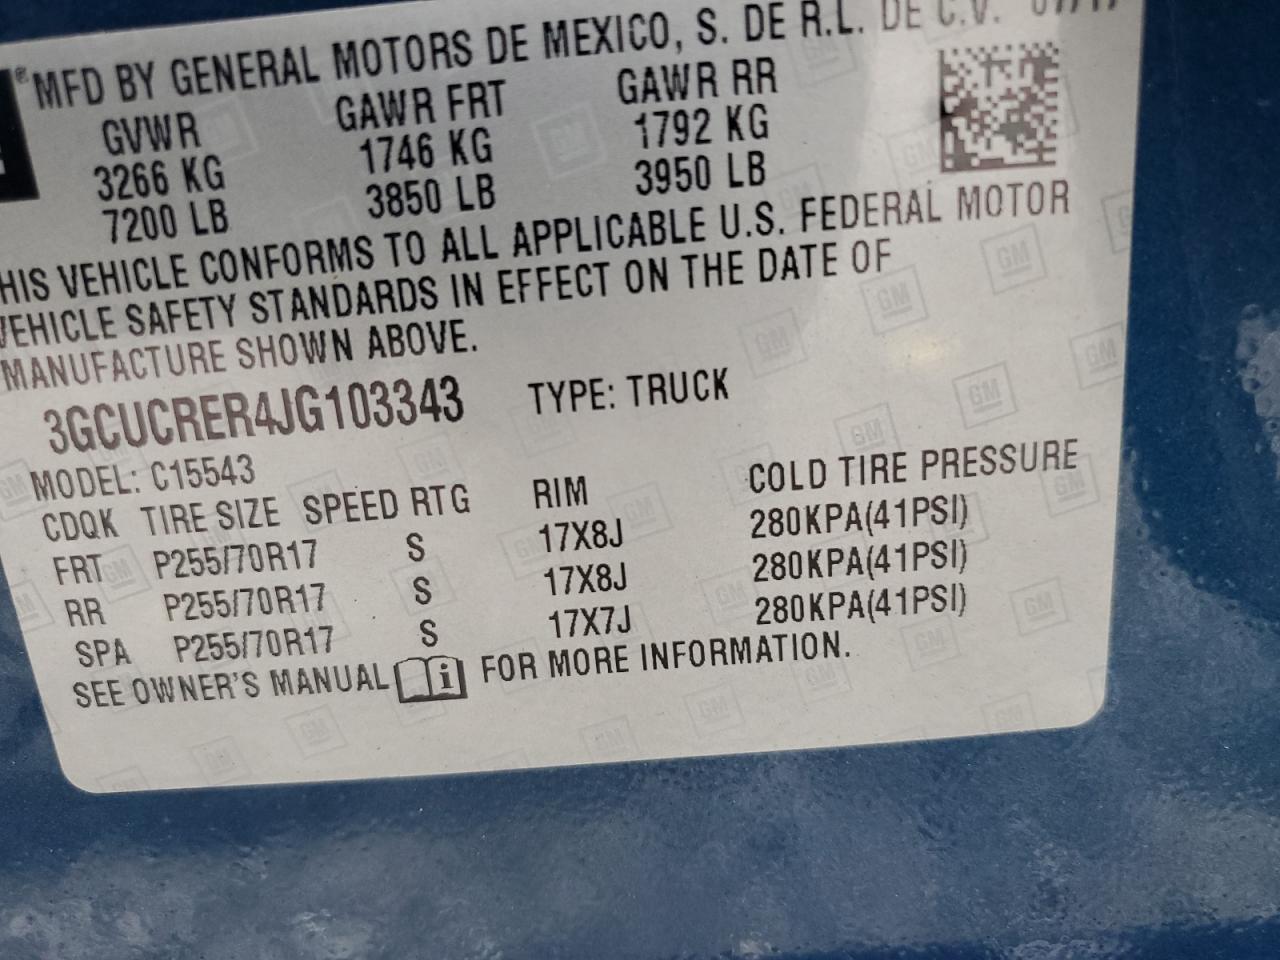 MFD BY GENERAL MOTORS DE MEXICO, S. DE R.L. DE C.V.
GVWR GAWR FRT GAWR RR
3266 KG 1746 KG 1792 KG
7200 LB 3850 LB 3950 LB
HIS VEHICLE CONFORMS TO ALL APPLICABLE U.S. FEDERAL MOTOR
VEHICLE SAFETY STANDARDS IN EFFECT ON THE DATE OF
MANUFACTURE SHOWN ABOVE.
3GCUCRER4JG103343 TYPE: TRUCK
MODEL: C15543
CDQK TIRE SIZE SPEED RTG RIM COLD TIRE PRESSURE
FRT P255/70R17 S 17X8J 280KPA(41PSI)
RR P255/70R17 S 17X8J 280KPA(41PSI)
SPA P255/70R17 S 17X7J 280KPA(41PSI)
SEE OWNER'S MANUAL i FOR MORE INFORMATION.